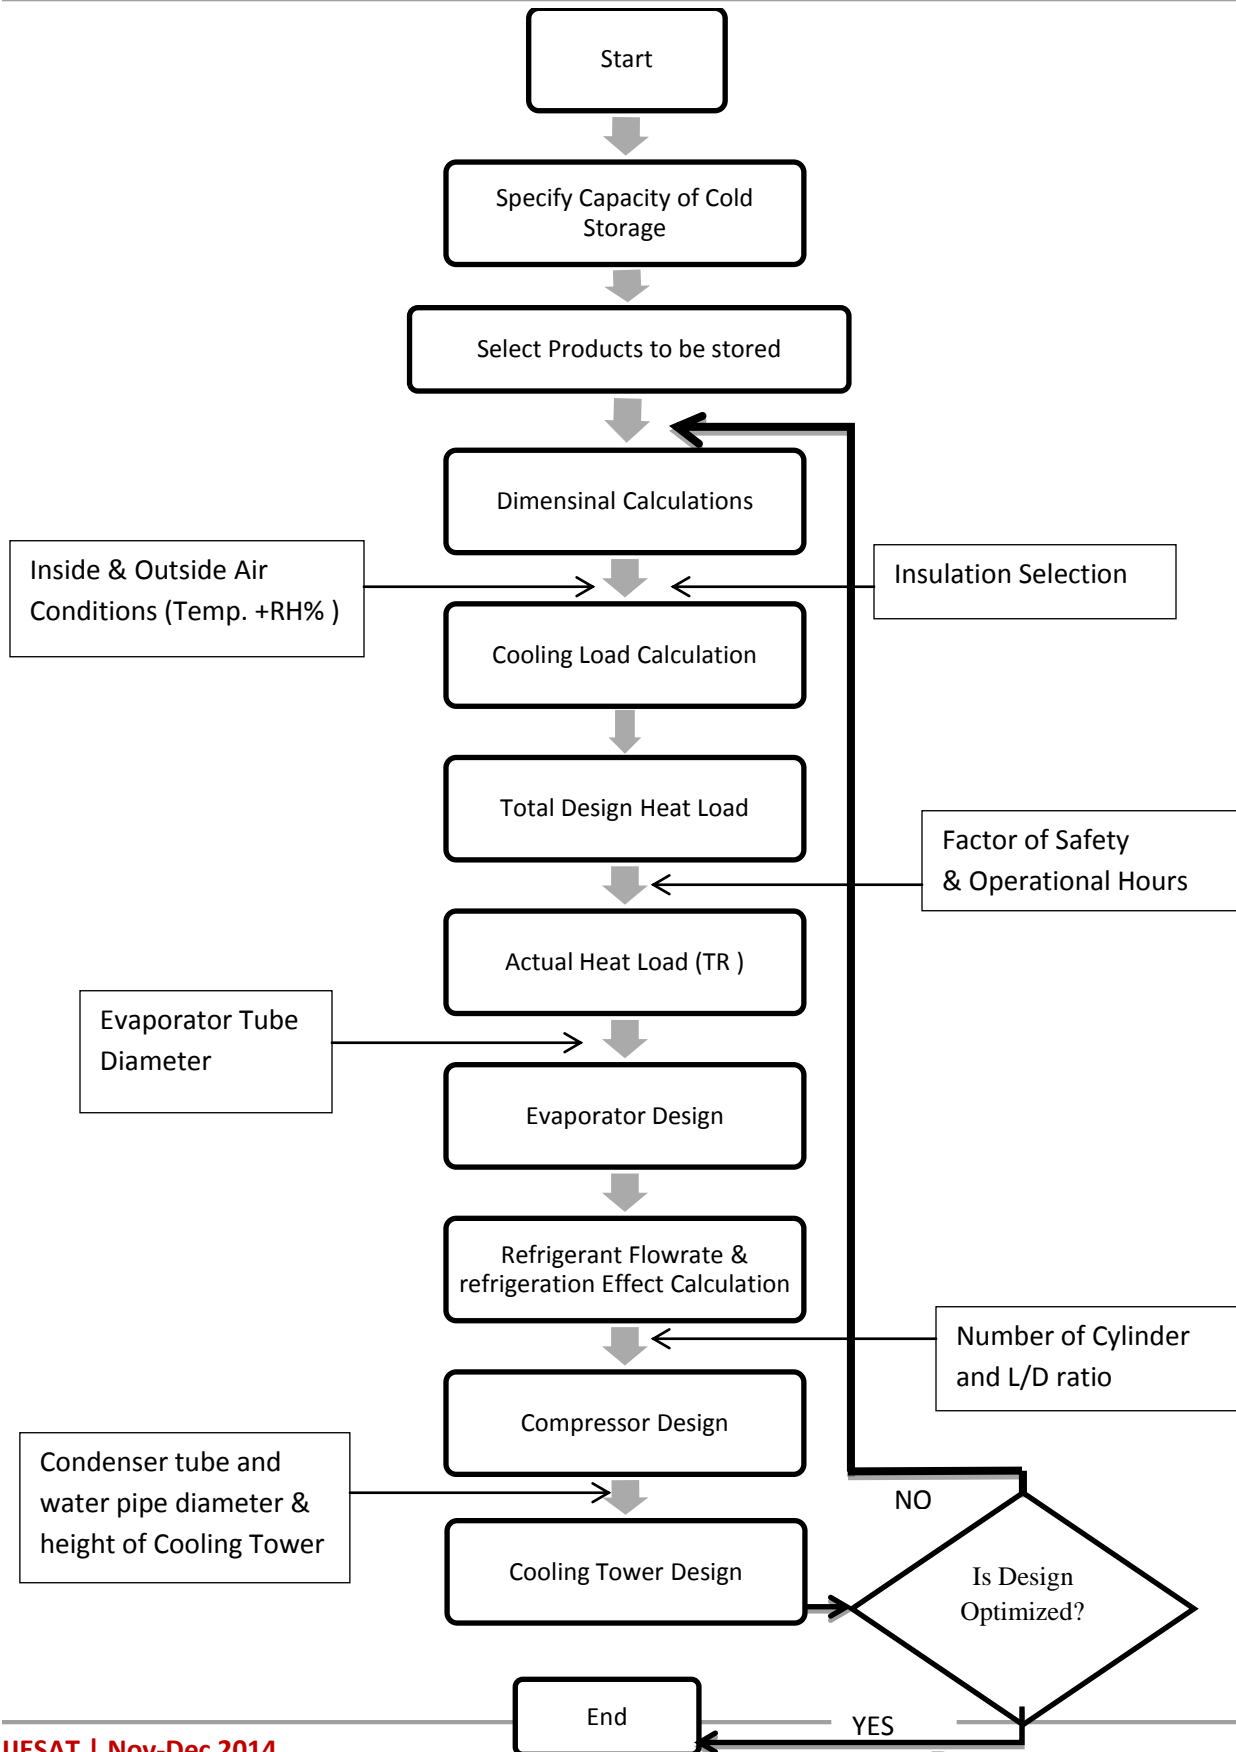 Start
Specify Capacity of Cold
Storage
Select Products to be stored
Dimensinal Calculations
Inside & Outside Air
Conditions (Temp. +RH% )
Insulation Selection
Cooling Load Calculation
Total Design Heat Load
Factor of Safety
& Operational Hours
Actual Heat Load (TR )
Evaporator Tube
Diameter
Evaporator Design
Refrigerant Flowrate &
refrigeration Effect Calculation
Number of Cylinder
and L/D ratio
Compressor Design
Condenser tube and
water pipe diameter &
height of Cooling Tower
NO
Cooling Tower Design
Is Design
Optimized?
End
YES
| Nov-Dec 2014